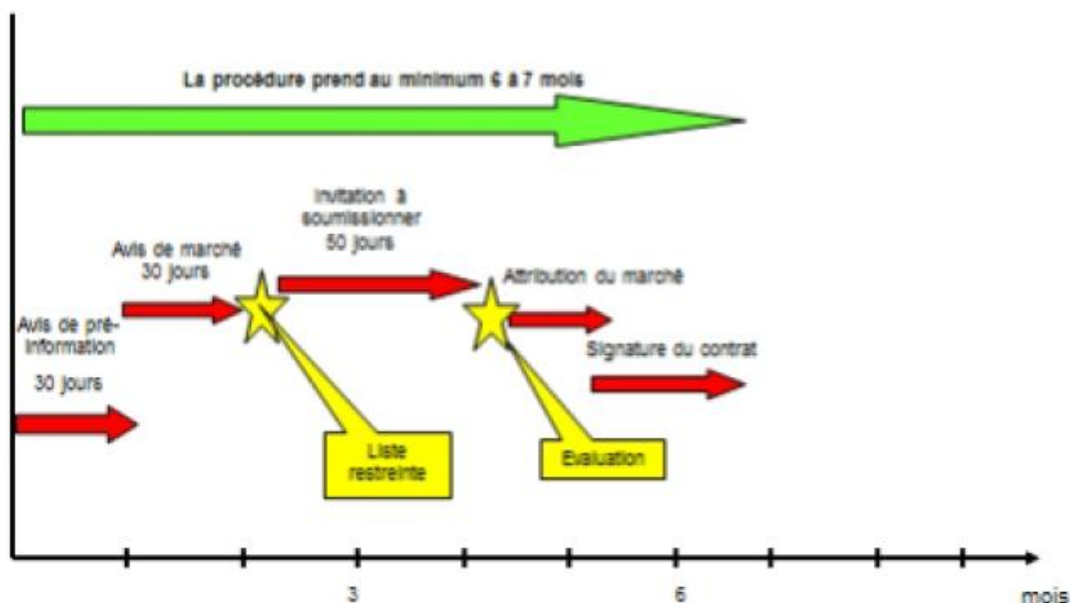 La procédure prend au minimum 6 à 7 mois
Invitation à
soumissionner
50 jours
Avis de marché
30 jours
Attribution du marché
Avis de pré-
information
30 jours
Signature du contrat
Liste
restreinte
Evaluation
3
6
mois